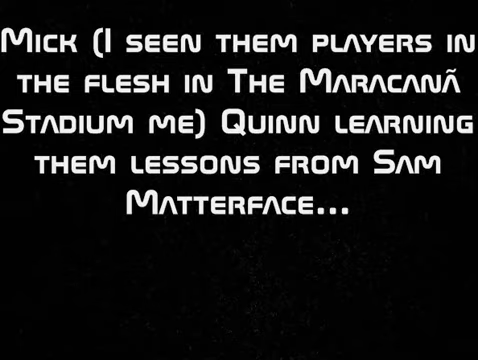 Mick (I seen them players in
the flesh in The Maracanã
Stadium me) Quinn learning
them lessons from Sam
Matterface...